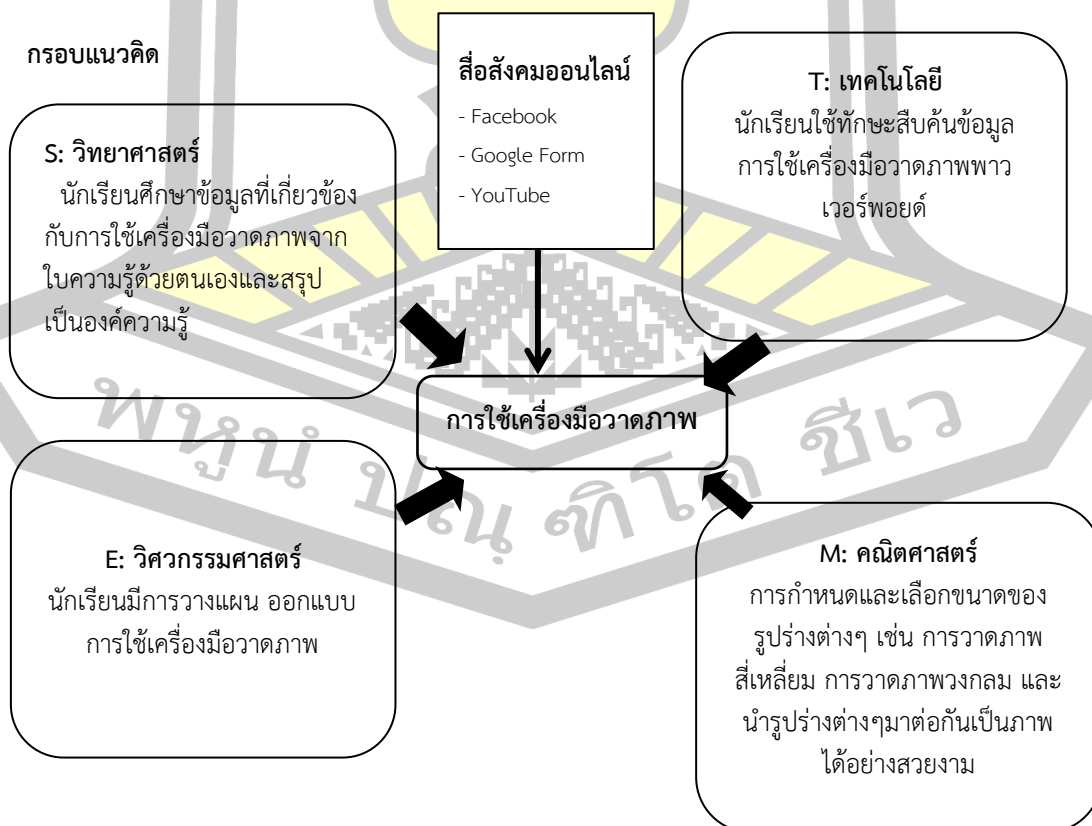 กรอบแนวคิด
สื่อสังคมออนไลน์
- Facebook
- Google Form
- YouTube
T: เทคโนโลยี
นักเรียนใช้ทักษะสืบค้นข้อมูล
การใช้เครื่องมือวาดภาพพาว
เวอร์พอยด์
S: วิทยาศาสตร์
นักเรียนศึกษาข้อมูลที่เกี่ยวข้อง
กับการใช้เครื่องมือวาดภาพจาก
ใบความรู้ด้วยตนเองและสรุป
เป็นองค์ความรู้
การใช้เครื่องมือวาดภาพ
E: วิศวกรรมศาสตร์
นักเรียนมีการวางแผน ออกแบบ
การใช้เครื่องมือวาดภาพ
M: คณิตศาสตร์
การกำหนดและเลือกขนาดของ
รูปร่างต่างๆ เช่น การวาดภาพ
สี่เหลี่ยม การวาดภาพวงกลม และ
นำรูปร่างต่างๆมาต่อกันเป็นภาพ
ได้อย่างสวยงาม
พหูนํ ปณฺฑิโต ชีเว